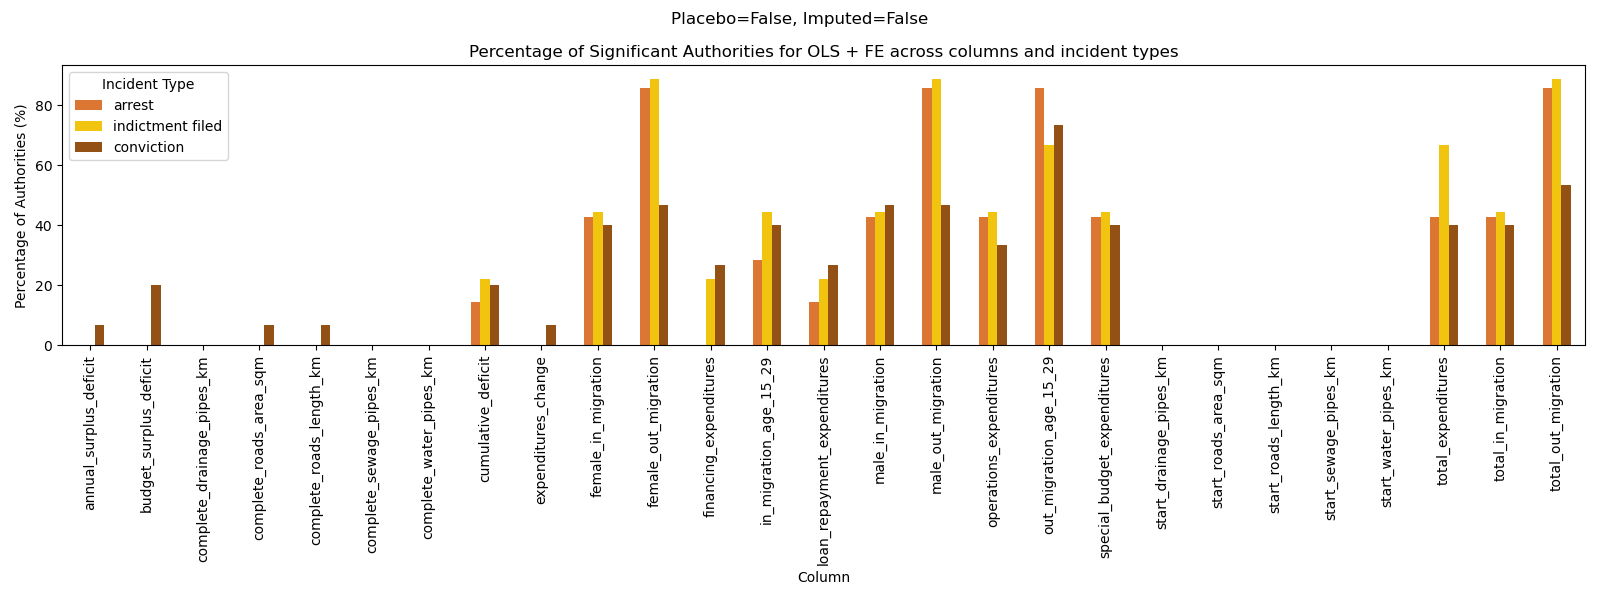 Placebo=False, Imputed=False
Percentage of Significant Authorities for OLS + FE across columns and incident types
Incident Type
arrest
indictment filed
conviction
Percentage of Authorities (%)
80
60
40
20
0
annual_surplus_deficit
budget_surplus_deficit
complete_drainage_pipes_km
complete_roads_area_sqm
complete_roads_length_km
complete_sewage_pipes_km
complete_water_pipes_km
cumulative_deficit
expenditures_change
female_in_migration
female_out_migration
financing_expenditures
in_migration_age_15_29
loan_repayment_expenditures
male_in_migration
male_out_migration
operations_expenditures
out_migration_age_15_29
special_budget_expenditures
start_drainage_pipes_km
start_roads_area_sqm
start_roads_length_km
start_sewage_pipes_km
start_water_pipes_km
total_expenditures
total_in_migration
total_out_migration
Column